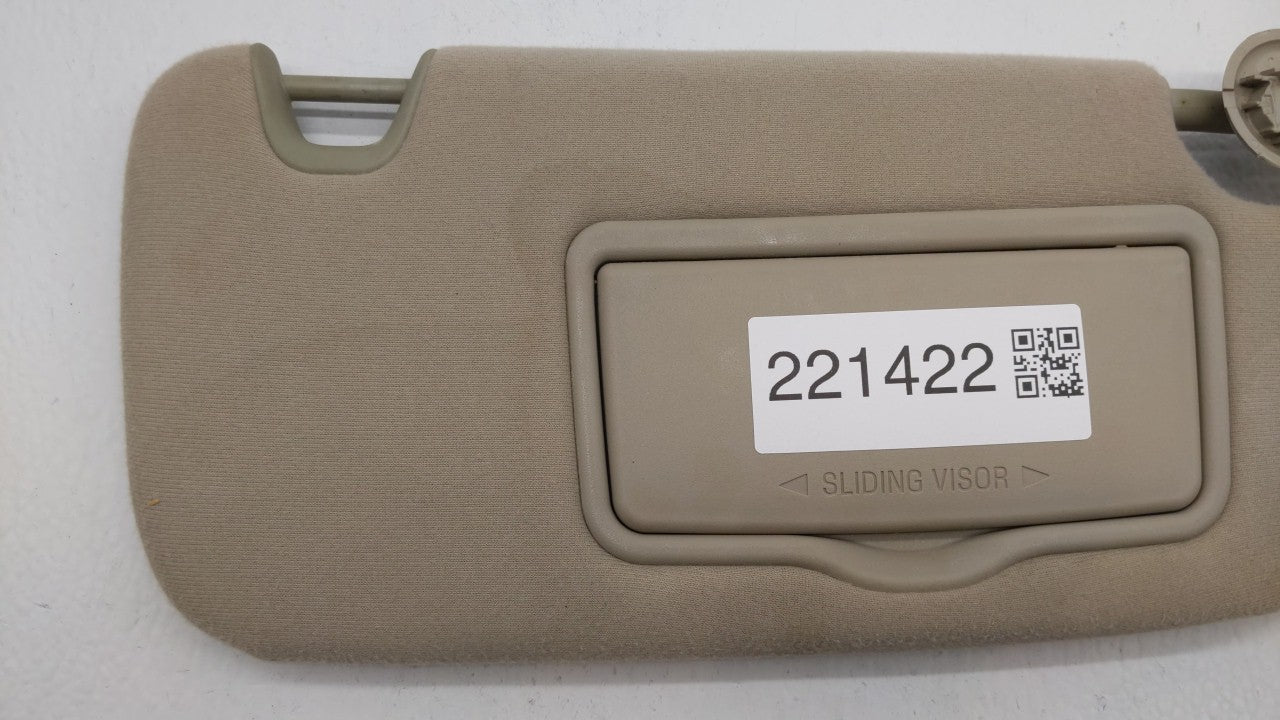 221422
◁ SLIDING VISOR ▷